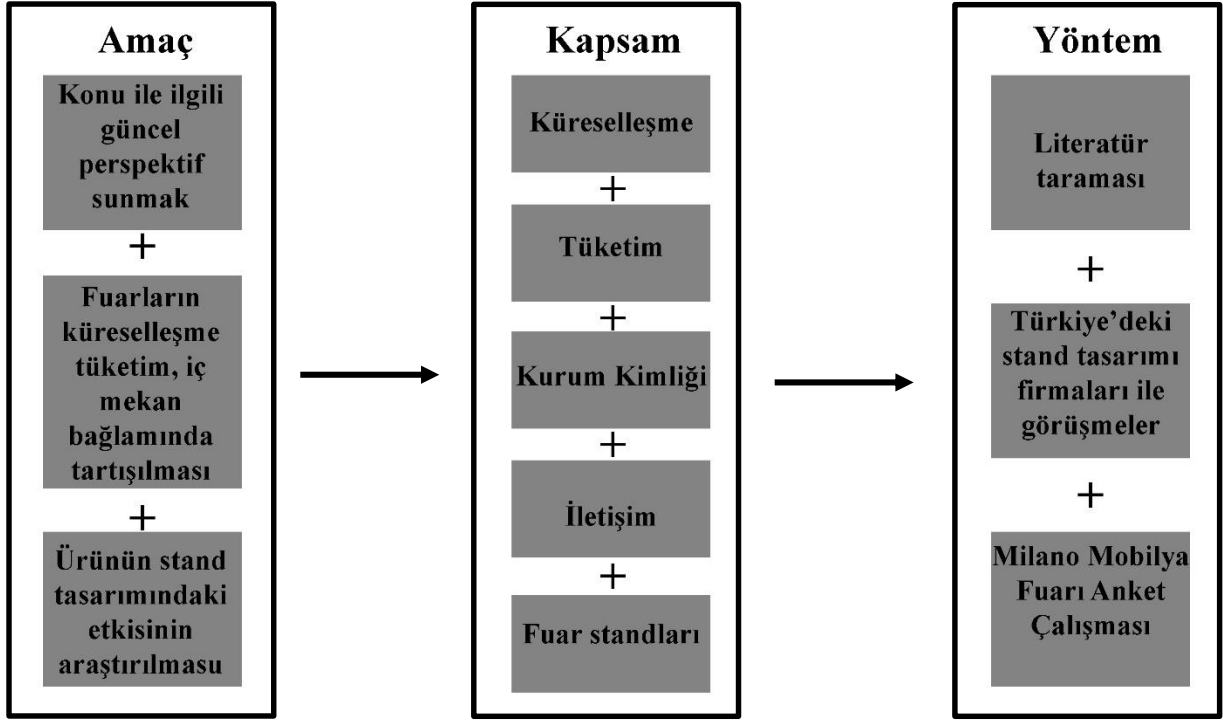 Amaç
Konu ile ilgili
güncel
perspektif
sunmak
+
Fuarların
küreselleşme
tüketim, iç
mekan
bağlamında
tartışılması
+
Ürünün stand
tasarımındaki
etkisinin
araştırılmasu
Kapsam
Küreselleşme
+
Tüketim
+
Kurum Kimliği
+
İletişim
+
Fuar standları
Yöntem
Literatür
taraması
+
Türkiye’deki
stand tasarımı
firmaları ile
görüşmeler
+
Milano Mobilya
Fuarı Anket
Çalışması